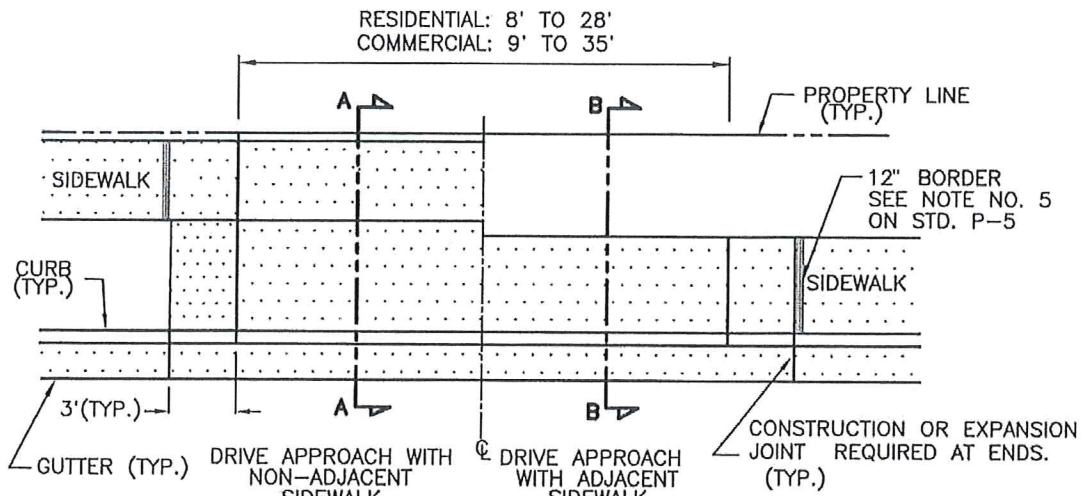 RESIDENTIAL: 8' TO 28'
COMMERCIAL: 9' TO 35'
A
B
PROPERTY LINE
(TYP.)
SIDEWALK
12" BORDER
SEE NOTE NO. 5
ON STD. P-5
CURB
(TYP.)
SIDEWALK
3'(TYP.)
A
B
GUTTER (TYP.)
DRIVE APPROACH WITH
NON-ADJACENT
SIDEWALK
℄
DRIVE APPROACH
WITH ADJACENT
SIDEWALK
CONSTRUCTION OR EXPANSION
JOINT REQUIRED AT ENDS.
(TYP.)